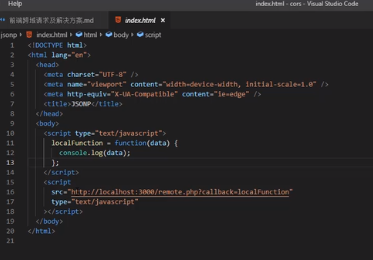 Help
index.html - cors - Visual Studio Code
前端跨域请求及解决方案.md
index.html ×
jsonp > index.html > html > body > script
1 <!DOCTYPE html>
2 <html lang="en">
3 <head>
4 <meta charset="UTF-8" />
5 <meta name="viewport" content="width=device-width, initial-scale=1.0" />
6 <meta http-equiv="X-UA-Compatible" content="ie=edge" />
7 <title>JSONP</title>
8 </head>
9 <body>
10 <script type="text/javascript">
11 localFunction = function(data) {
12 console.log(data);
13 };
14 </script>
15 <script
16 src="http://localhost:3000/remote.php?callback=localFunction"
17 type="text/javascript"
18 ></script>
19 </body>
20 </html>
21